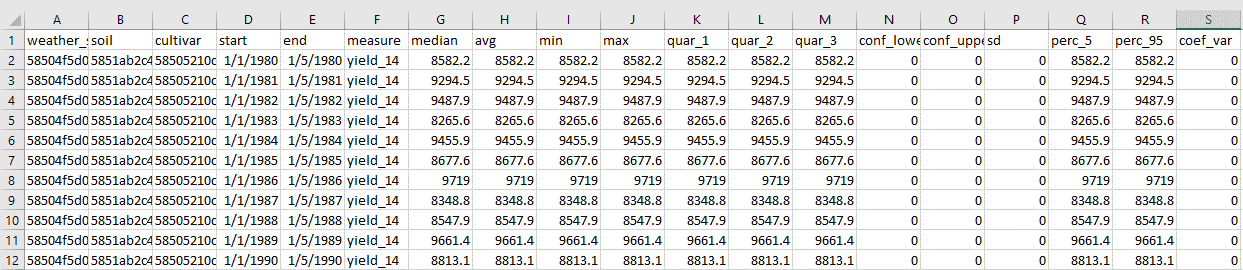 A B C D E F G H I J K L M N O P Q R S
1 weather_s soil cultivar start end measure median avg min max quar_1 quar_2 quar_3 conf_lowe conf_uppe sd perc_5 perc_95 coef_var
2 58504f5d0 5851ab2c4 58505210c 1/1/1980 1/5/1980 yield_14 8582.2 8582.2 8582.2 8582.2 8582.2 8582.2 8582.2 0 0 0 8582.2 8582.2 0
3 58504f5d0 5851ab2c4 58505210c 1/1/1981 1/5/1981 yield_14 9294.5 9294.5 9294.5 9294.5 9294.5 9294.5 9294.5 0 0 0 9294.5 9294.5 0
4 58504f5d0 5851ab2c4 58505210c 1/1/1982 1/5/1982 yield_14 9487.9 9487.9 9487.9 9487.9 9487.9 9487.9 9487.9 0 0 0 9487.9 9487.9 0
5 58504f5d0 5851ab2c4 58505210c 1/1/1983 1/5/1983 yield_14 8265.6 8265.6 8265.6 8265.6 8265.6 8265.6 8265.6 0 0 0 8265.6 8265.6 0
6 58504f5d0 5851ab2c4 58505210c 1/1/1984 1/5/1984 yield_14 9455.9 9455.9 9455.9 9455.9 9455.9 9455.9 9455.9 0 0 0 9455.9 9455.9 0
7 58504f5d0 5851ab2c4 58505210c 1/1/1985 1/5/1985 yield_14 8677.6 8677.6 8677.6 8677.6 8677.6 8677.6 8677.6 0 0 0 8677.6 8677.6 0
8 58504f5d0 5851ab2c4 58505210c 1/1/1986 1/5/1986 yield_14 9719 9719 9719 9719 9719 9719 9719 0 0 0 9719 9719 0
9 58504f5d0 5851ab2c4 58505210c 1/1/1987 1/5/1987 yield_14 8348.8 8348.8 8348.8 8348.8 8348.8 8348.8 8348.8 0 0 0 8348.8 8348.8 0
10 58504f5d0 5851ab2c4 58505210c 1/1/1988 1/5/1988 yield_14 8547.9 8547.9 8547.9 8547.9 8547.9 8547.9 8547.9 0 0 0 8547.9 8547.9 0
11 58504f5d0 5851ab2c4 58505210c 1/1/1989 1/5/1989 yield_14 9661.4 9661.4 9661.4 9661.4 9661.4 9661.4 9661.4 0 0 0 9661.4 9661.4 0
12 58504f5d0 5851ab2c4 58505210c 1/1/1990 1/5/1990 yield_14 8813.1 8813.1 8813.1 8813.1 8813.1 8813.1 8813.1 0 0 0 8813.1 8813.1 0